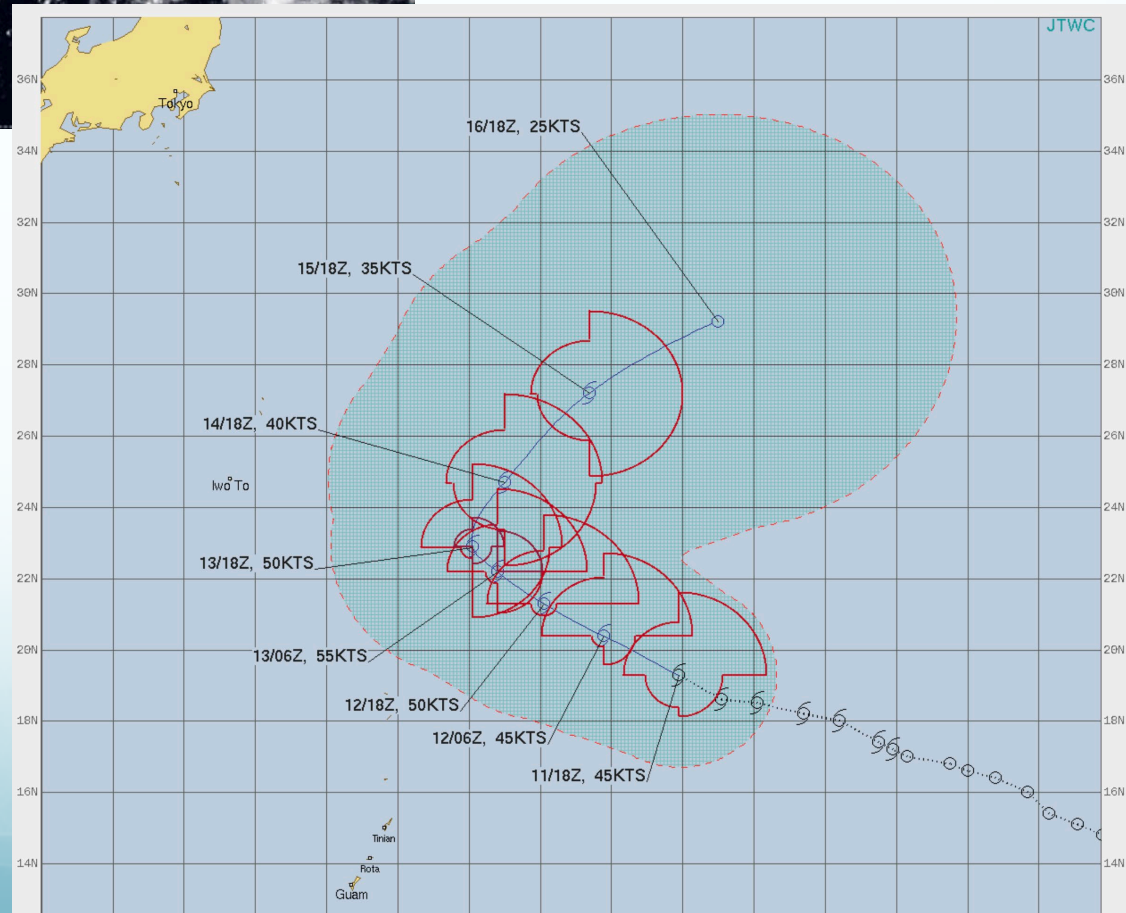 JTWC
36N
36N
Tokyo
16/18Z, 25KTS
34N
34N
32N
32N
15/18Z, 35KTS
30N
30N
28N
28N
14/18Z, 40KTS
26N
26N
Iwo To
24N
24N
13/18Z, 50KTS
22N
22N
13/06Z, 55KTS
20N
20N
12/18Z, 50KTS
18N
18N
12/06Z, 45KTS
11/18Z, 45KTS
16N
16N
Tinian
14N
14N
Rota
Guam